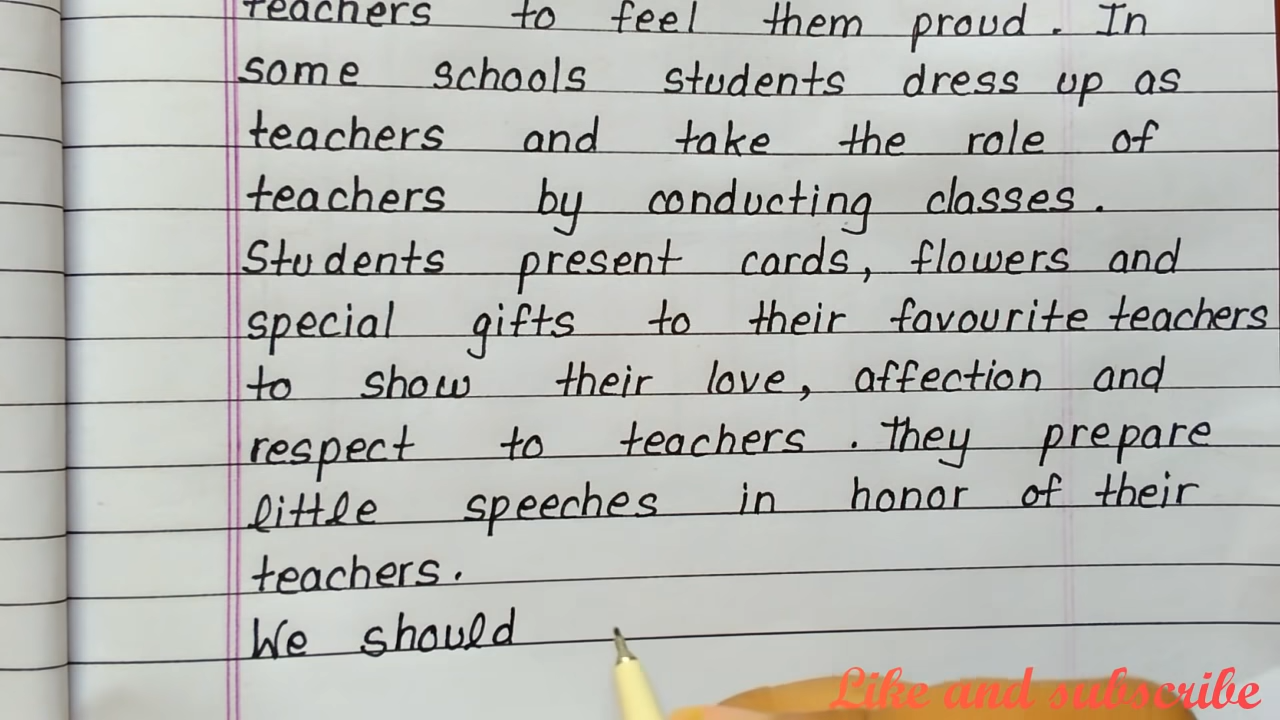 teachers to feel them proud. In
some schools students dress up as
teachers and take the role of
teachers by conducting classes.
Students present cards, flowers and
special gifts to their favourite teachers
to show their love, affection and
respect to teachers. They prepare
little speeches in honor of their
teachers.
We should
Like and subscribe